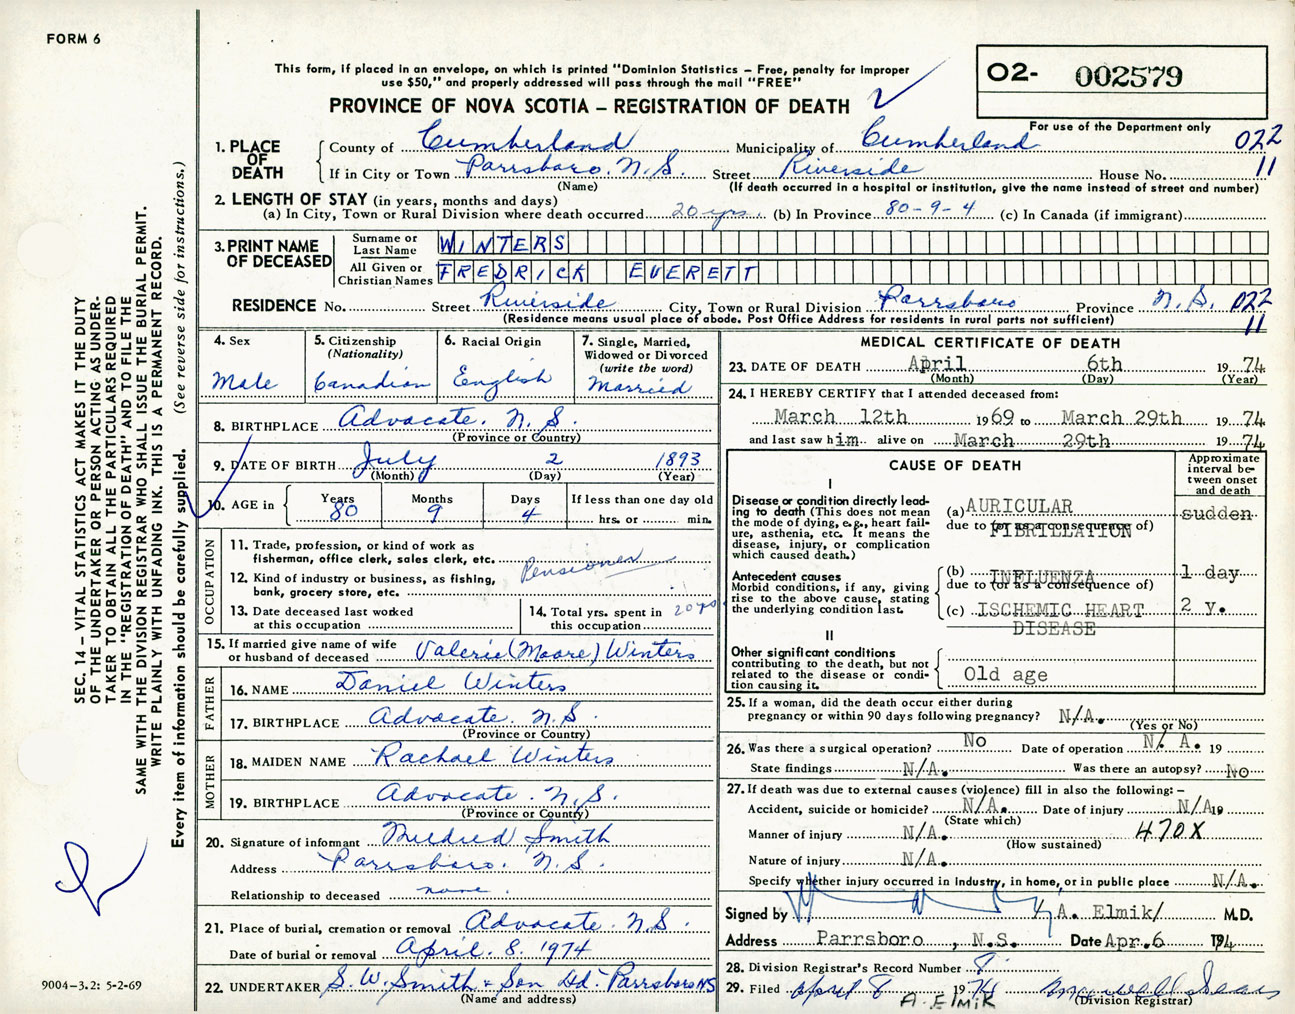 FORM 6
This form, if placed in an envelope, on which is printed "Dominion Statistics – Free, penalty for improper
use $50," and properly addressed will pass through the mail "FREE"
PROVINCE OF NOVA SCOTIA – REGISTRATION OF DEATH
02- 002579
For use of the Department only
022
11
1. PLACE OF DEATH
County of Cumberland Municipality of Cumberland
If in City or Town Parrsboro. N.S. Street Riverside House No.
(Name) (If death occurred in a hospital or institution, give the name instead of street and number)
2. LENGTH OF STAY (in years, months and days)
(a) In City, Town or Rural Division where death occurred 20 yrs. (b) In Province 80-9-4 (c) In Canada (if immigrant)
3. PRINT NAME OF DECEASED
Surname or Last Name WINTERS
All Given or Christian Names FREDRICK EVERETT
RESIDENCE No. Street Riverside City, Town or Rural Division Parrsboro Province N.S. 022
(Residence means usual place of abode. Post Office Address for residents in rural parts not sufficient) 11
4. Sex
Male
5. Citizenship
(Nationality)
Canadian
6. Racial Origin
English
7. Single, Married,
Widowed or Divorced
(write the word)
Married
8. BIRTHPLACE Advocate. N.S.
(Province or Country)
9. DATE OF BIRTH July 2 1893
(Month) (Day) (Year)
10. AGE in
Years Months Days If less than one day old
80 9 4 hrs. or min.
OCCUPATION
11. Trade, profession, or kind of work as
fisherman, office clerk, sales clerk, etc. Pensioner
12. Kind of industry or business, as fishing,
bank, grocery store, etc.
13. Date deceased last worked
at this occupation
14. Total yrs. spent in
this occupation 20 yrs
15. If married give name of wife
or husband of deceased Valerie (Moore) Winters
FATHER
16. NAME Daniel Winters
17. BIRTHPLACE Advocate. N.S.
(Province or Country)
MOTHER
18. MAIDEN NAME Rachael Winters
19. BIRTHPLACE Advocate. N.S.
(Province or Country)
20. Signature of informant Mildred Smith
Address Parrsboro. N.S.
Relationship to deceased none.
21. Place of burial, cremation or removal Advocate N.S.
Date of burial or removal April. 8. 1974
22. UNDERTAKER S.W. Smith & Son Ltd - Parrsboro NS
(Name and address)
MEDICAL CERTIFICATE OF DEATH
23. DATE OF DEATH April 6th 1974
(Month) (Day) (Year)
24. I HEREBY CERTIFY that I attended deceased from:
March 12th 1969 to March 29th 1974
and last saw him alive on March 29th 1974
CAUSE OF DEATH
Approximate
interval be-
tween onset
and death
I
Disease or condition directly lead-
ing to death (This does not mean
the mode of dying, e.g., heart fail-
ure, asthenia, etc. It means the
disease, injury, or complication
which caused death.)
(a) AURICULAR sudden
due to (or as a consequence of)
FIBRILLATION
Antecedent causes
Morbid conditions, if any, giving
rise to the above cause, stating
the underlying condition last.
(b) INFLUENZA 1 day
due to (or as a consequence of)
(c) ISCHEMIC HEART 2 y.
DISEASE
II
Other significant conditions
contributing to the death, but not
related to the disease or condi-
tion causing it.
Old age
25. If a woman, did the death occur either during
pregnancy or within 90 days following pregnancy? N/A.
(Yes or No)
26. Was there a surgical operation? No Date of operation N. A. 19
State findings N/A. Was there an autopsy? No
27. If death was due to external causes (violence) fill in also the following: –
Accident, suicide or homicide? N/A. Date of injury N/A 19
(State which)
Manner of injury N/A. 470X
(How sustained)
Nature of injury N/A.
Specify whether injury occurred in Industry, in home, or in public place N/A.
Signed by A. Elmik/ M.D.
Address Parrsboro , N.S. Date Apr.6 1974
28. Division Registrar's Record Number 8.
29. Filed April 8 1974
(Division Registrar)
A. ELMIK
SEC. 14 – VITAL STATISTICS ACT MAKES IT THE DUTY
OF THE UNDERTAKER OR PERSON ACTING AS UNDER-
TAKER TO OBTAIN ALL THE PARTICULARS REQUIRED
IN THE "REGISTRATION OF DEATH" AND TO FILE THE
SAME WITH THE DIVISION REGISTRAR WHO SHALL ISSUE THE BURIAL PERMIT.
WRITE PLAINLY WITH UNFADING INK. THIS IS A PERMANENT RECORD.
Every item of information should be carefully supplied. (See reverse side for instructions.)
9004-3.2: 5-2-69